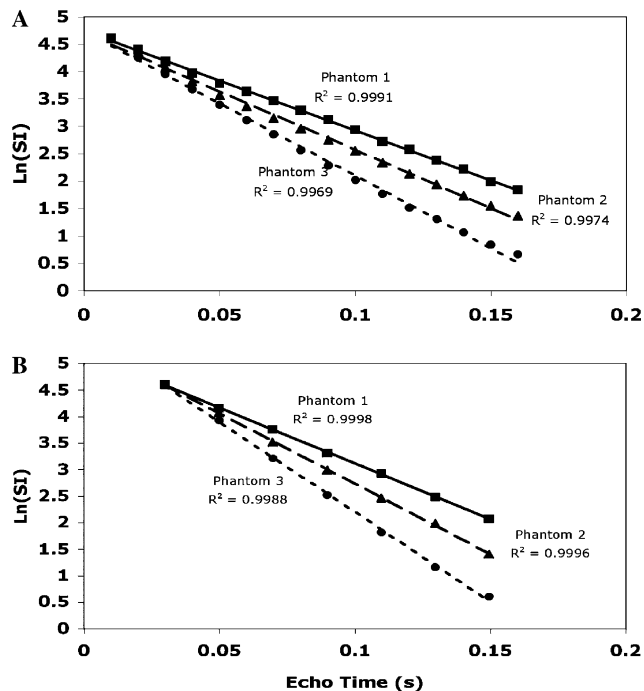 A
5
4.5
4
3.5
3
2.5
2
1.5
1
0.5
0
Ln(SI)
Phantom 1
R² = 0.9991
Phantom 3
R² = 0.9969
Phantom 2
R² = 0.9974
0
0.05
0.1
0.15
0.2
B
5
4.5
4
3.5
3
2.5
2
1.5
1
0.5
0
Ln(SI)
Phantom 1
R² = 0.9998
Phantom 3
R² = 0.9988
Phantom 2
R² = 0.9996
0
0.05
0.1
0.15
0.2
Echo Time (s)